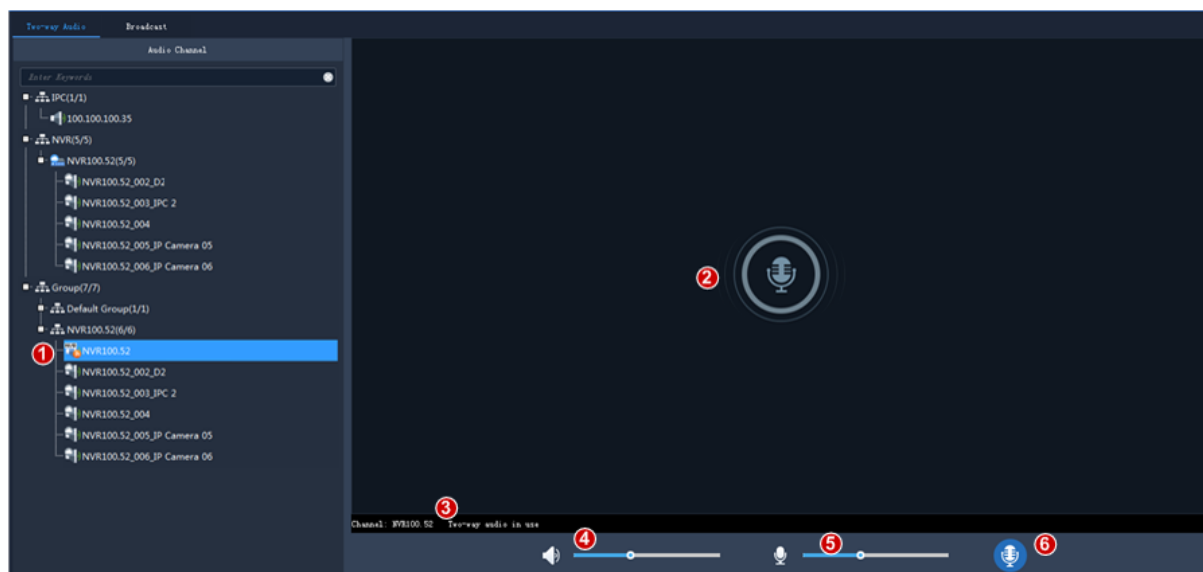 Two-way Audio Broadcast
Audio Channel
Enter Keywords
IPC(1/1)
100.100.100.35
NVR(5/5)
NVR100.52(5/5)
NVR100.52_002_D2
NVR100.52_003_IPC 2
NVR100.52_004
NVR100.52_005_IP Camera 05
NVR100.52_006_IP Camera 06
2
Group(7/7)
Default Group(1/1)
NVR100.52(6/6)
1 NVR100.52
NVR100.52_002_D2
NVR100.52_003_IPC 2
NVR100.52_004
NVR100.52_005_IP Camera 05
NVR100.52_006_IP Camera 06
3
Channel: NVR100.52 Two-way audio in use
4 5 6